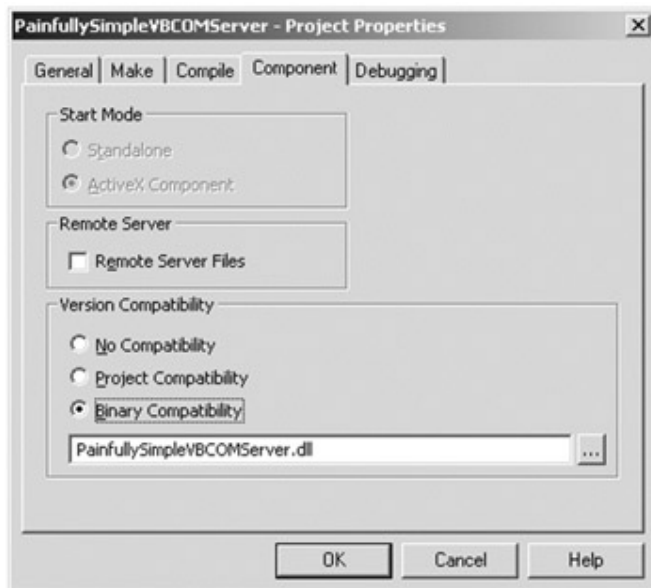 PainfullySimpleVBCOMServer - Project Properties
General Make Compile Component Debugging
Start Mode
Standalone
ActiveX Component
Remote Server
Remote Server Files
Version Compatibility
No Compatibility
Project Compatibility
Binary Compatibility
PainfullySimpleVBCOMServer.dll ...
OK Cancel Help